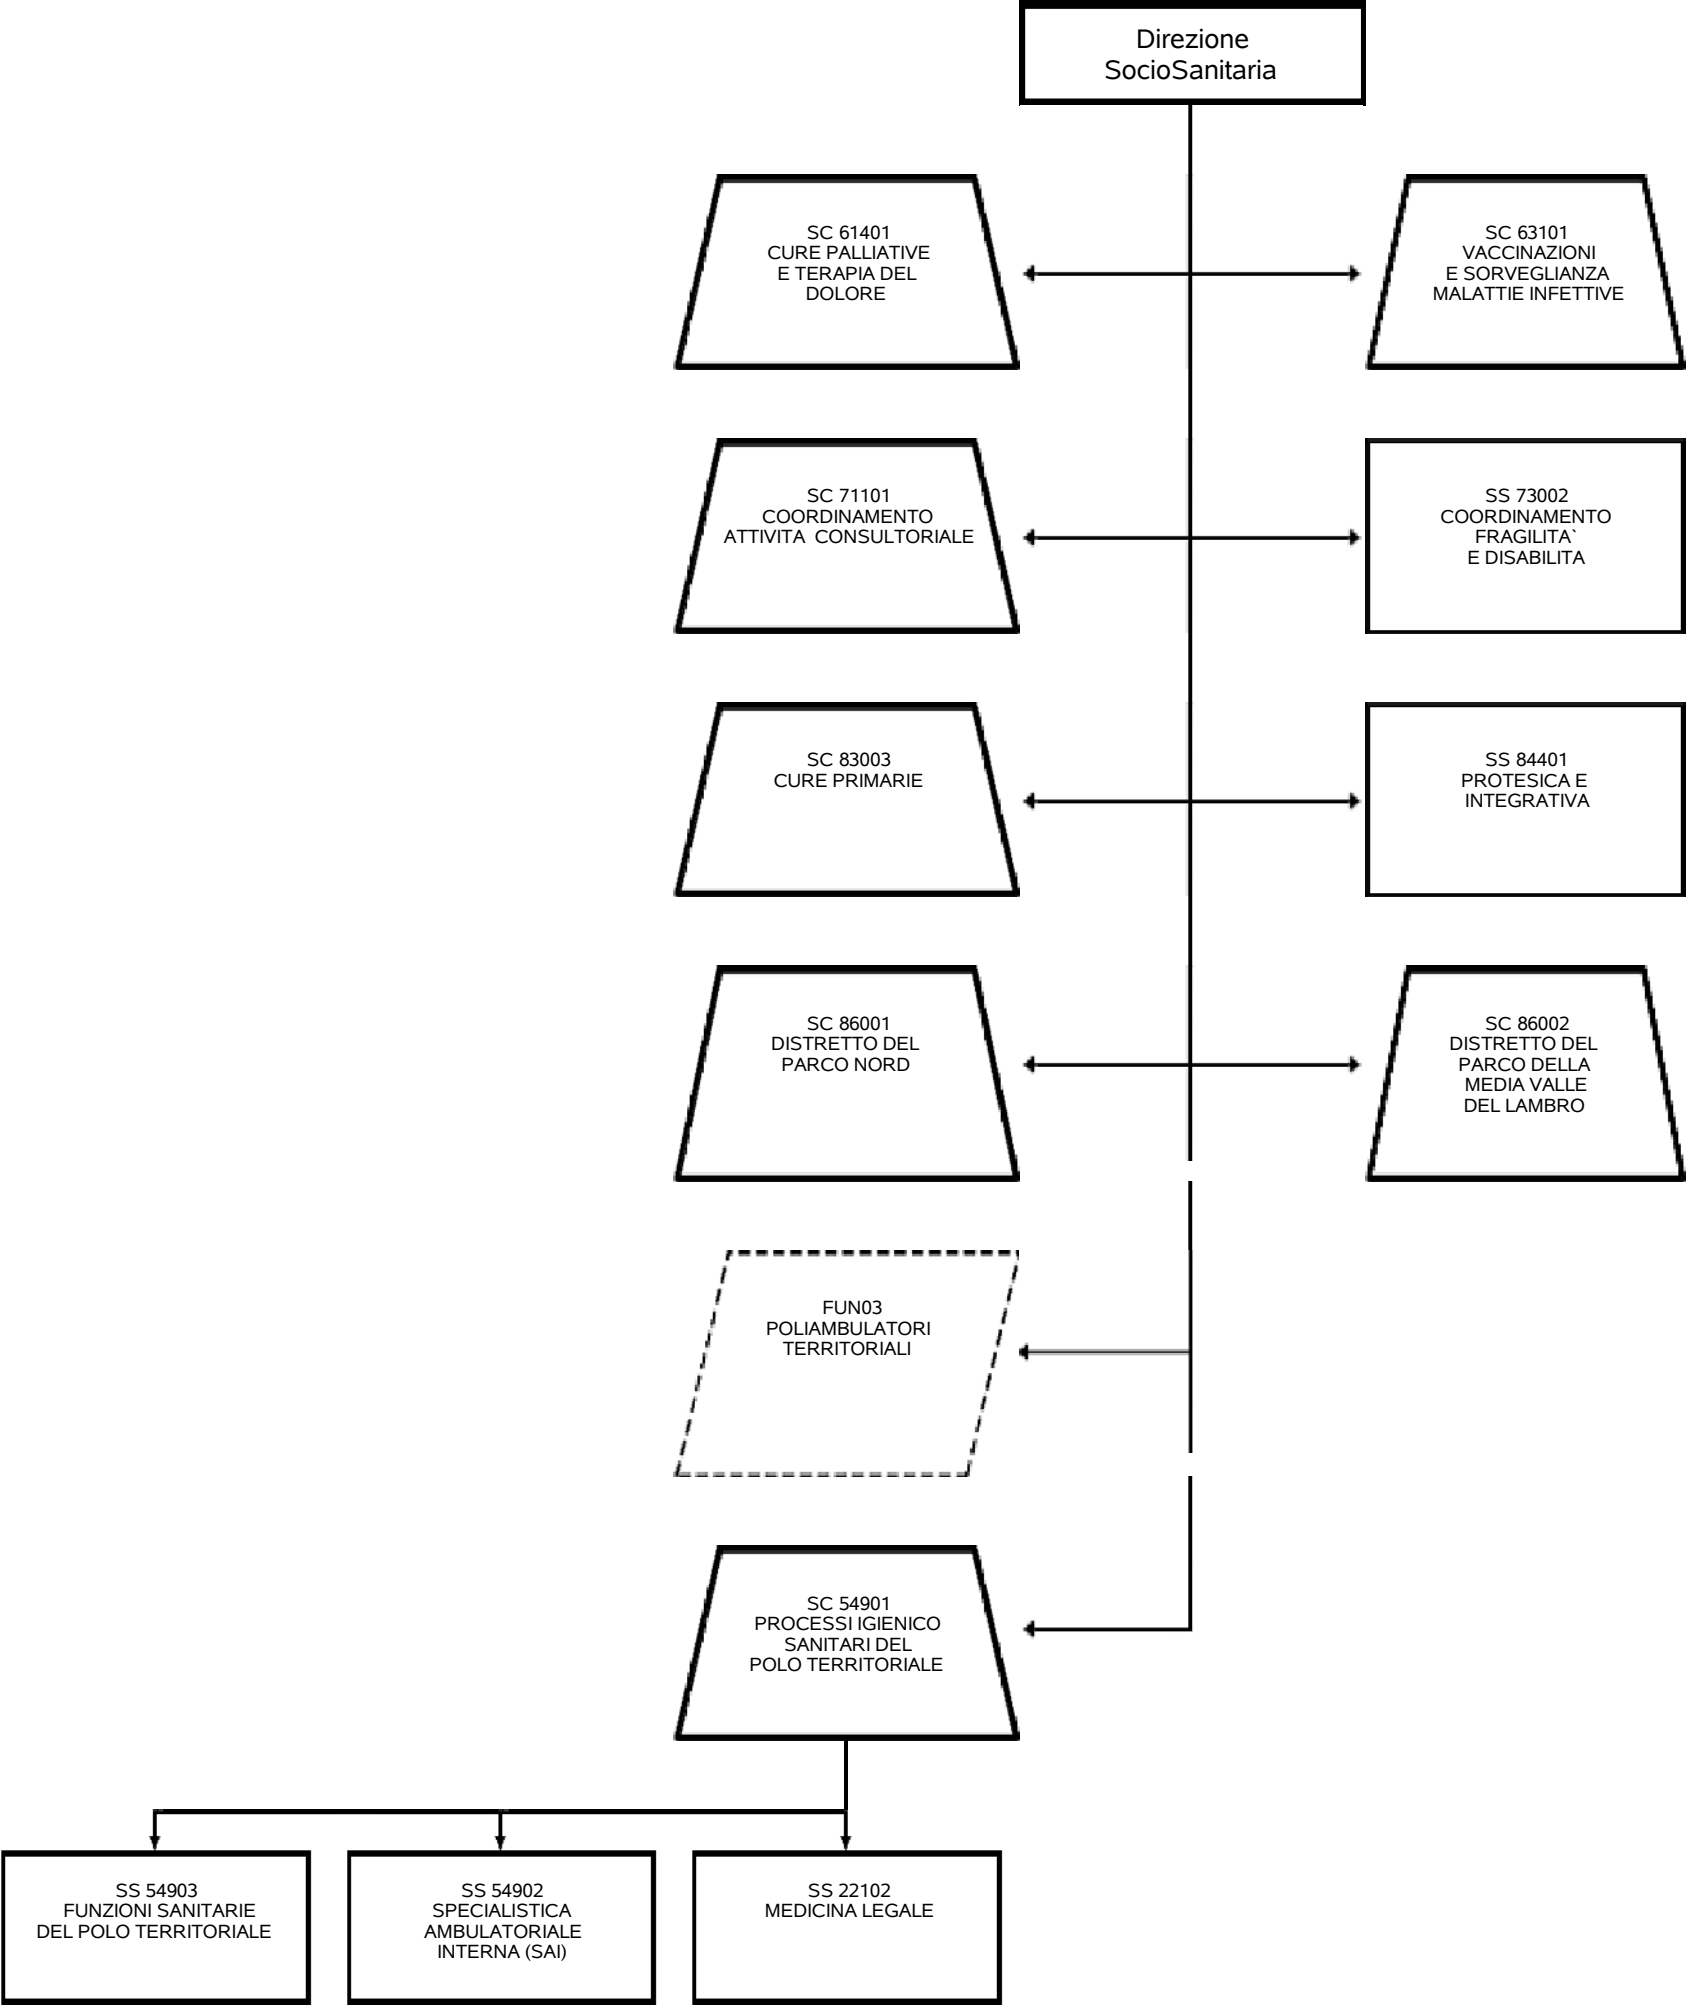 Direzione
SocioSanitaria
SC 61401
CURE PALLIATIVE
E TERAPIA DEL
DOLORE
SC 63101
VACCINAZIONI
E SORVEGLIANZA
MALATTIE INFETTIVE
SC 71101
COORDINAMENTO
ATTIVITA CONSULTORIALE
SS 73002
COORDINAMENTO
FRAGILITA`
E DISABILITA
SC 83003
CURE PRIMARIE
SS 84401
PROTESICA E
INTEGRATIVA
SC 86001
DISTRETTO DEL
PARCO NORD
SC 86002
DISTRETTO DEL
PARCO DELLA
MEDIA VALLE
DEL LAMBRO
FUN03
POLIAMBULATORI
TERRITORIALI
SC 54901
PROCESSI IGIENICO
SANITARI DEL
POLO TERRITORIALE
SS 54903
FUNZIONI SANITARIE
DEL POLO TERRITORIALE
SS 54902
SPECIALISTICA
AMBULATORIALE
INTERNA (SAI)
SS 22102
MEDICINA LEGALE